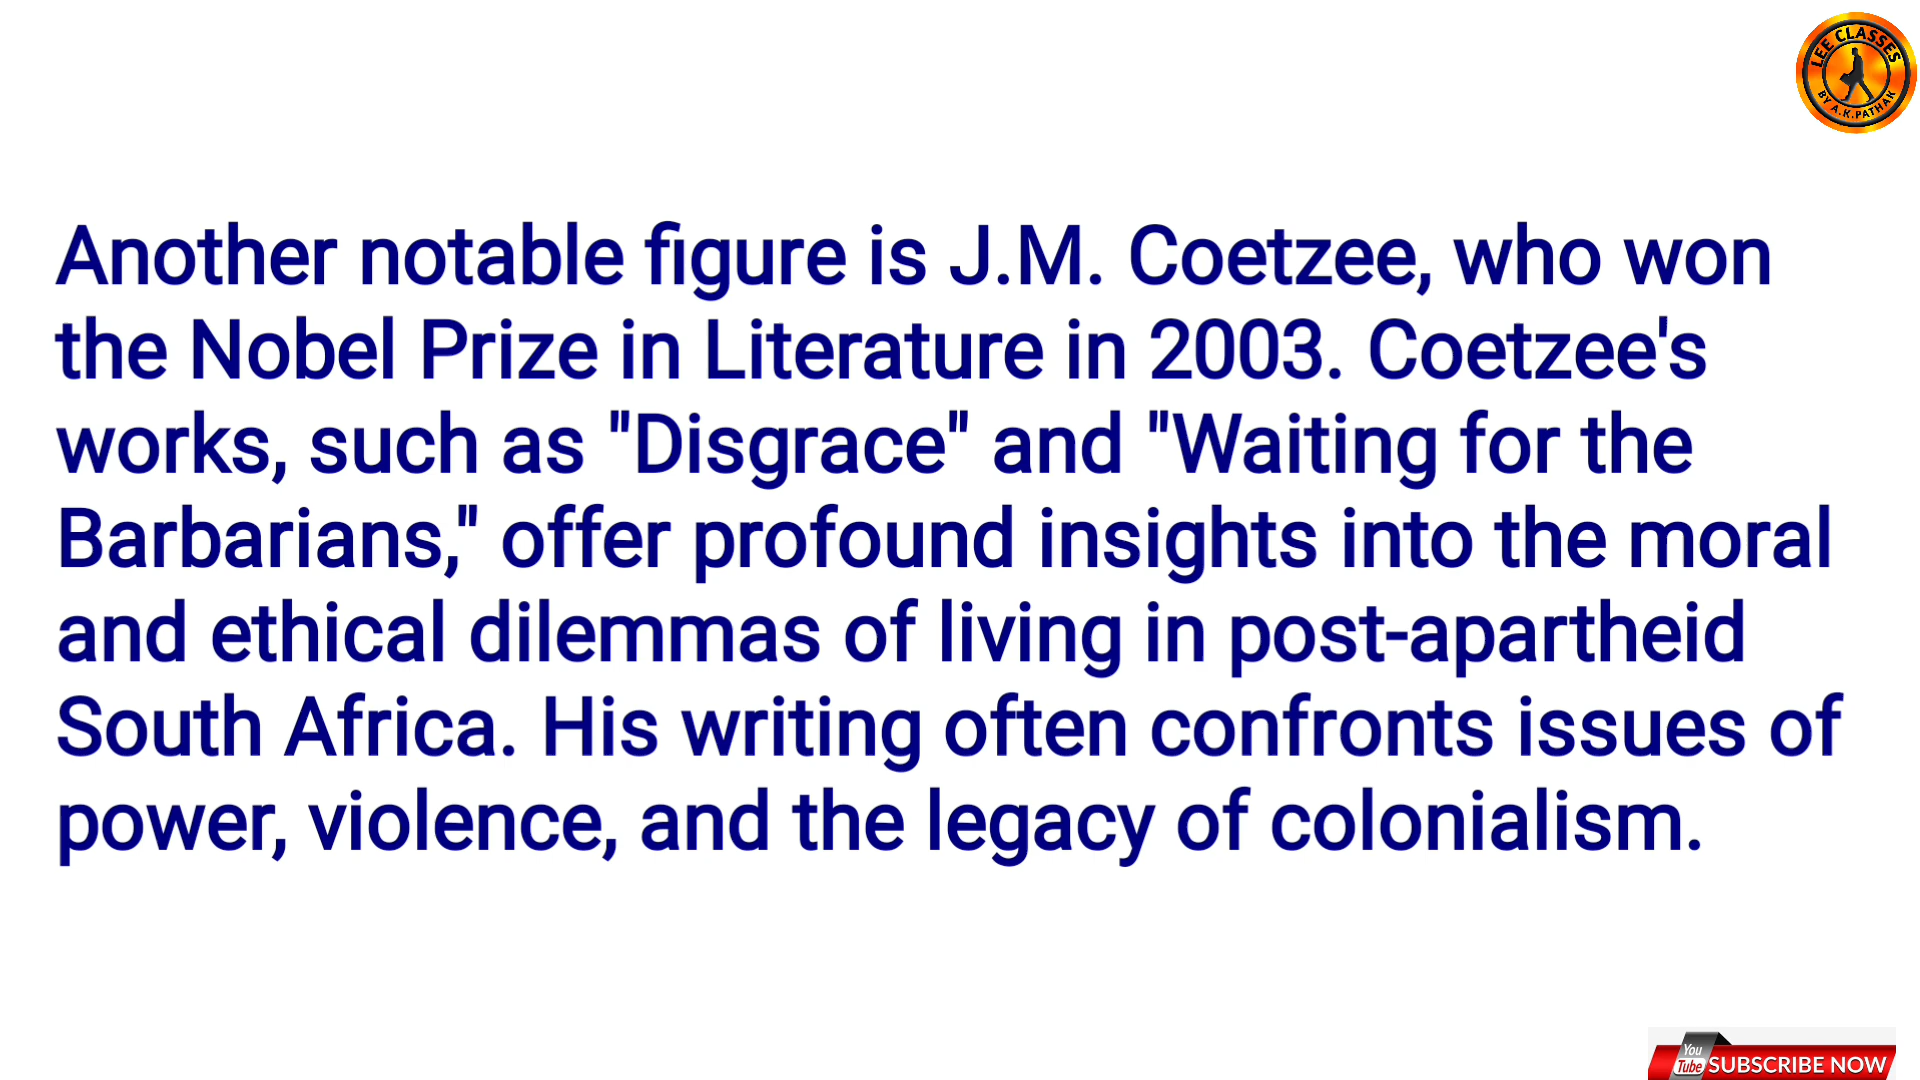 LEE CLASSES
BY A.K.PATHAK
Another notable figure is J.M. Coetzee, who won
the Nobel Prize in Literature in 2003. Coetzee's
works, such as "Disgrace" and "Waiting for the
Barbarians," offer profound insights into the moral
and ethical dilemmas of living in post-apartheid
South Africa. His writing often confronts issues of
power, violence, and the legacy of colonialism.
You
Tube SUBSCRIBE NOW